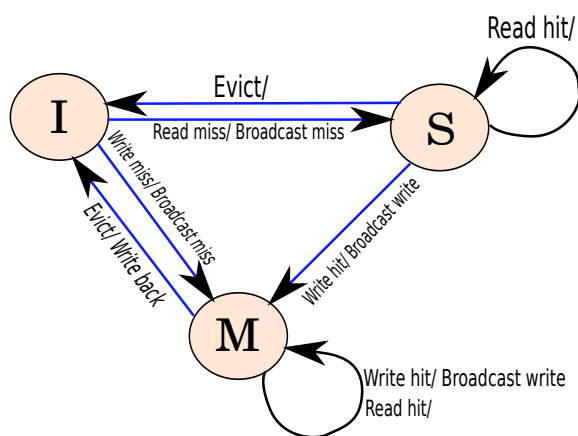 Read hit/
Evict/
I
S
Read miss/ Broadcast miss
Write miss/ Broadcast miss
Evict/ Write back
Write hit/ Broadcast write
M
Write hit/ Broadcast write
Read hit/